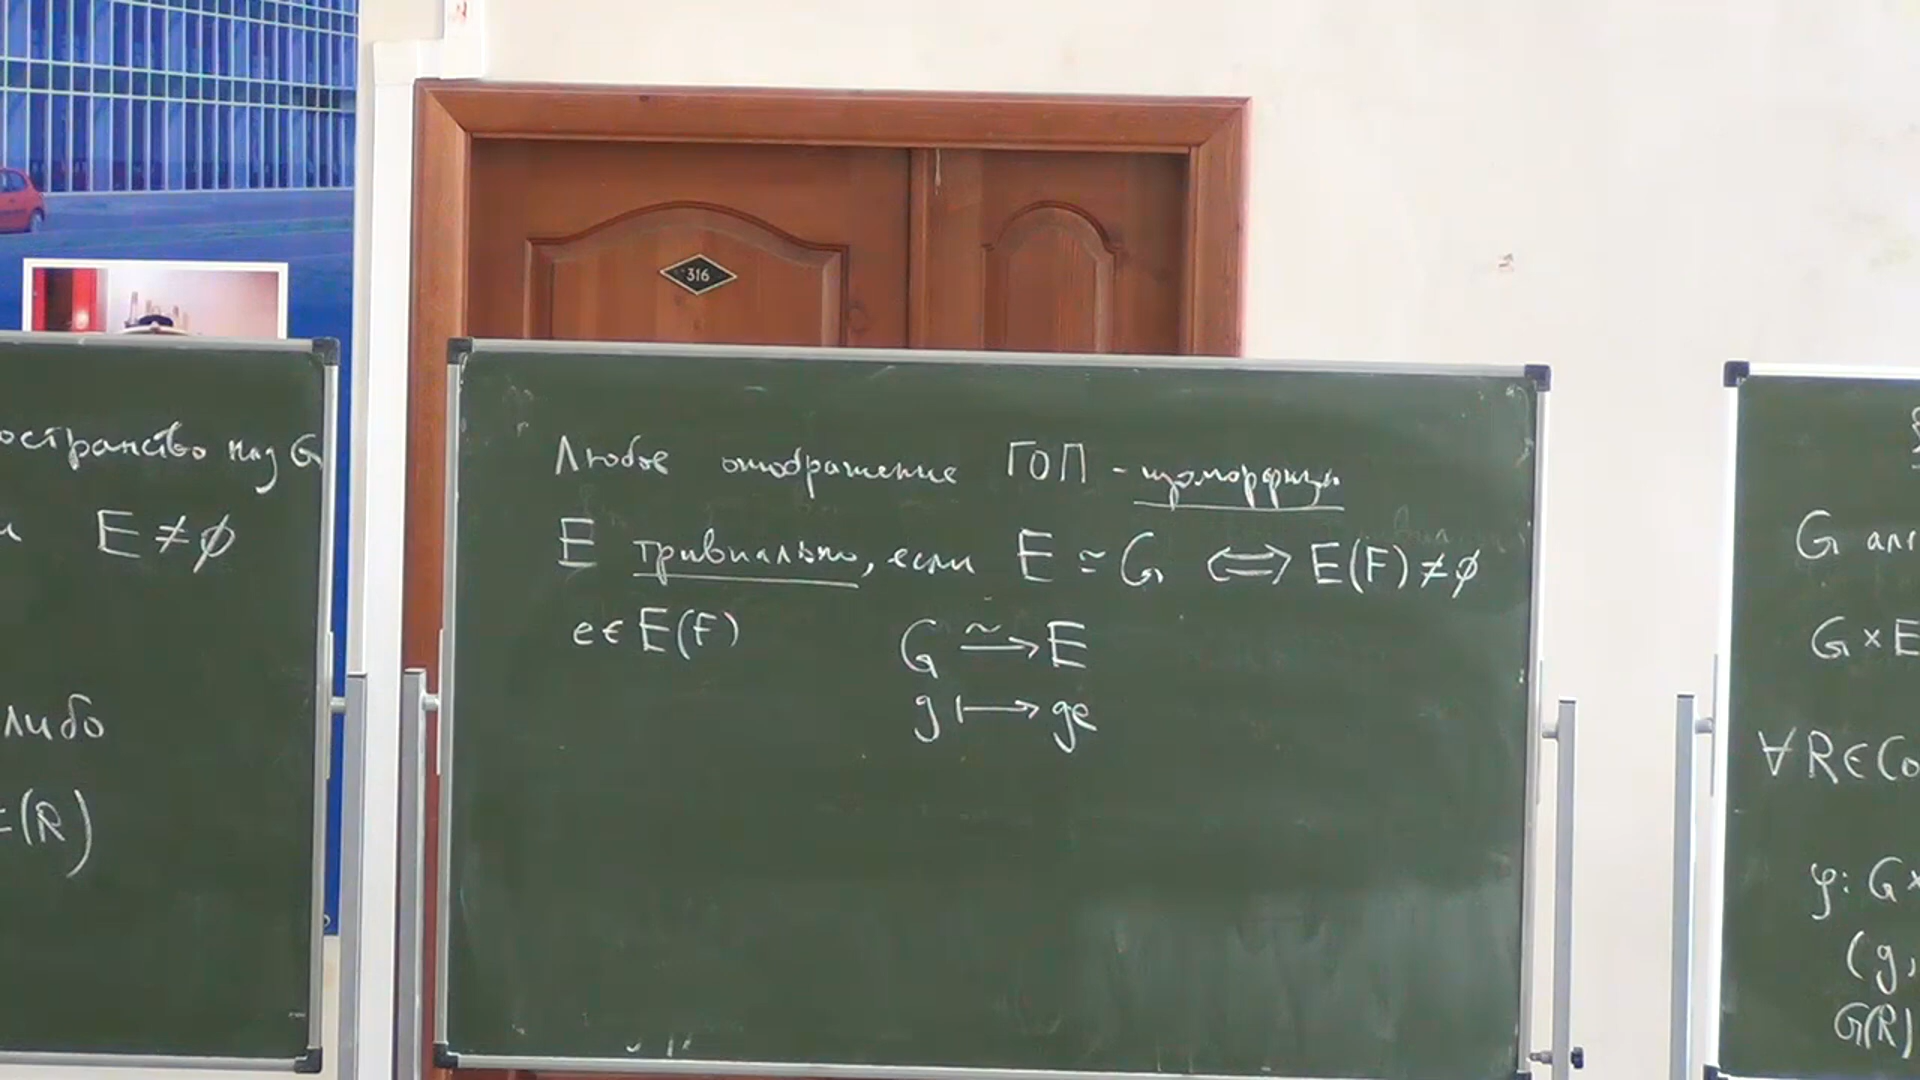 316
остранство над G
E ≠ ∅
либо
(R)
Любое отображение ГОП - изоморфизм
E тривиально, если E ≃ G ⟺ E(F) ≠ ∅
e ∈ E(F) G ⥲ E
g ⟼ ge
G алг
G × E
∀ R ∈ Co
φ: G ×
(g,
G(R)